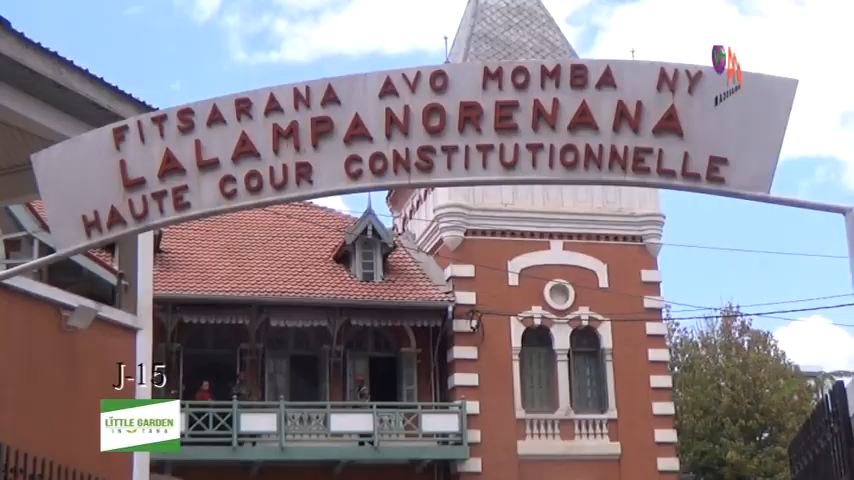 FITSARANA AVO MOMBA NY
LALAMPANORENANA
HAUTE COUR CONSTITUTIONNELLE
J-15
LITTLE GARDEN
IN TANA